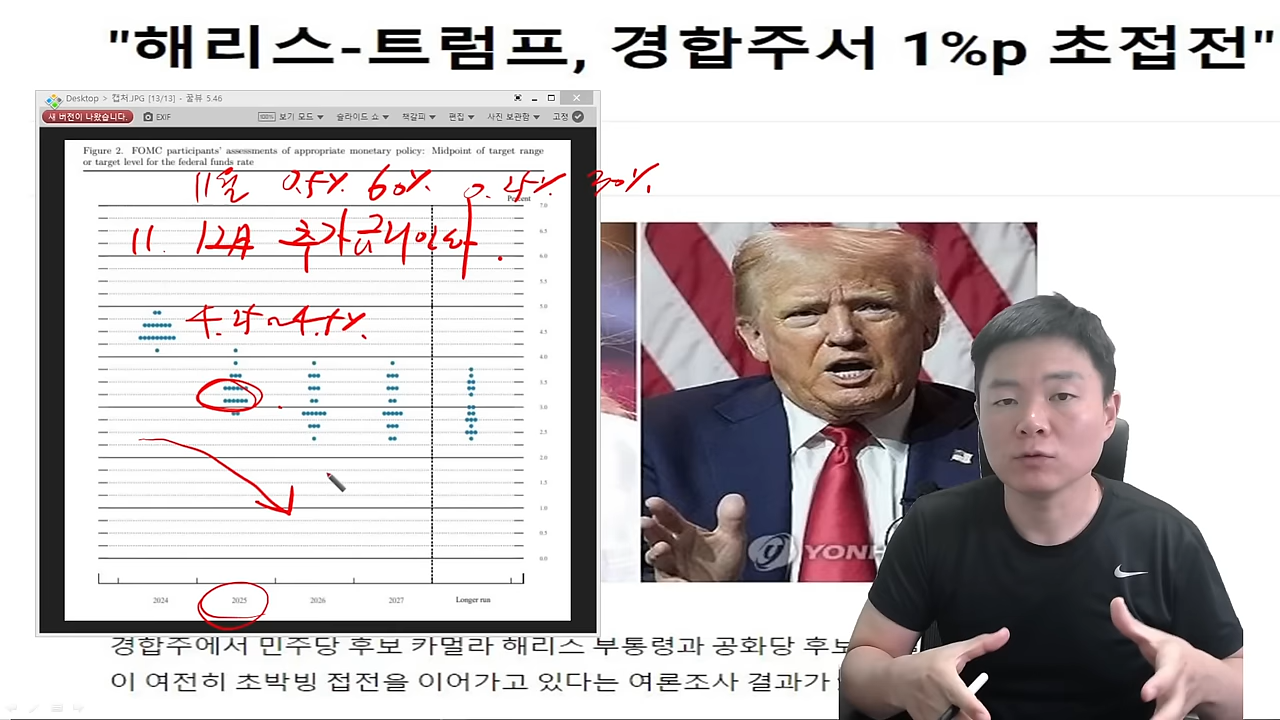 "해리스-트럼프, 경합주서 1%p 초접전"
Desktop > 캡처.JPG [13/13] - 꿀뷰 5.46
새 버전이 나왔습니다. EXIF 100% 보기 모드 슬라이드 쇼 책갈피 편집 사진 보관함 고정
Figure 2. FOMC participants' assessments of appropriate monetary policy: Midpoint of target range
or target level for the federal funds rate
11월 0.5% 60% 0.25% 30%
Percent
7.0
11. 12月 추가금리인하.
6.5
6.0
5.5
5.0
4.25~4.5%.
4.5
4.0
3.5
3.0
2.5
2.0
1.5
1.0
0.5
0.0
2024 2025 2026 2027 Longer run
YONH
경합주에서 민주당 후보 카멀라 해리스 부통령과 공화당 후보
이 여전히 초박빙 접전을 이어가고 있다는 여론조사 결과가